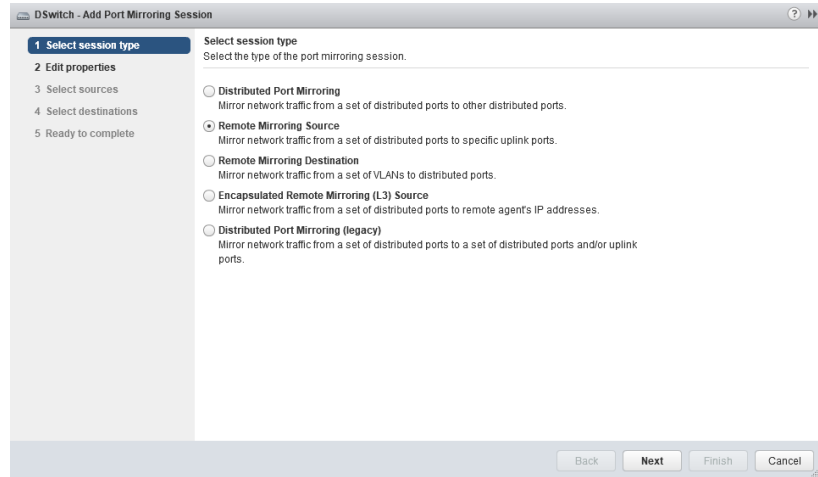 DSwitch - Add Port Mirroring Session
1 Select session type
2 Edit properties
3 Select sources
4 Select destinations
5 Ready to complete
Select session type
Select the type of the port mirroring session.
Distributed Port Mirroring
Mirror network traffic from a set of distributed ports to other distributed ports.
Remote Mirroring Source
Mirror network traffic from a set of distributed ports to specific uplink ports.
Remote Mirroring Destination
Mirror network traffic from a set of VLANs to distributed ports.
Encapsulated Remote Mirroring (L3) Source
Mirror network traffic from a set of distributed ports to remote agent's IP addresses.
Distributed Port Mirroring (legacy)
Mirror network traffic from a set of distributed ports to a set of distributed ports and/or uplink
ports.
Back Next Finish Cancel